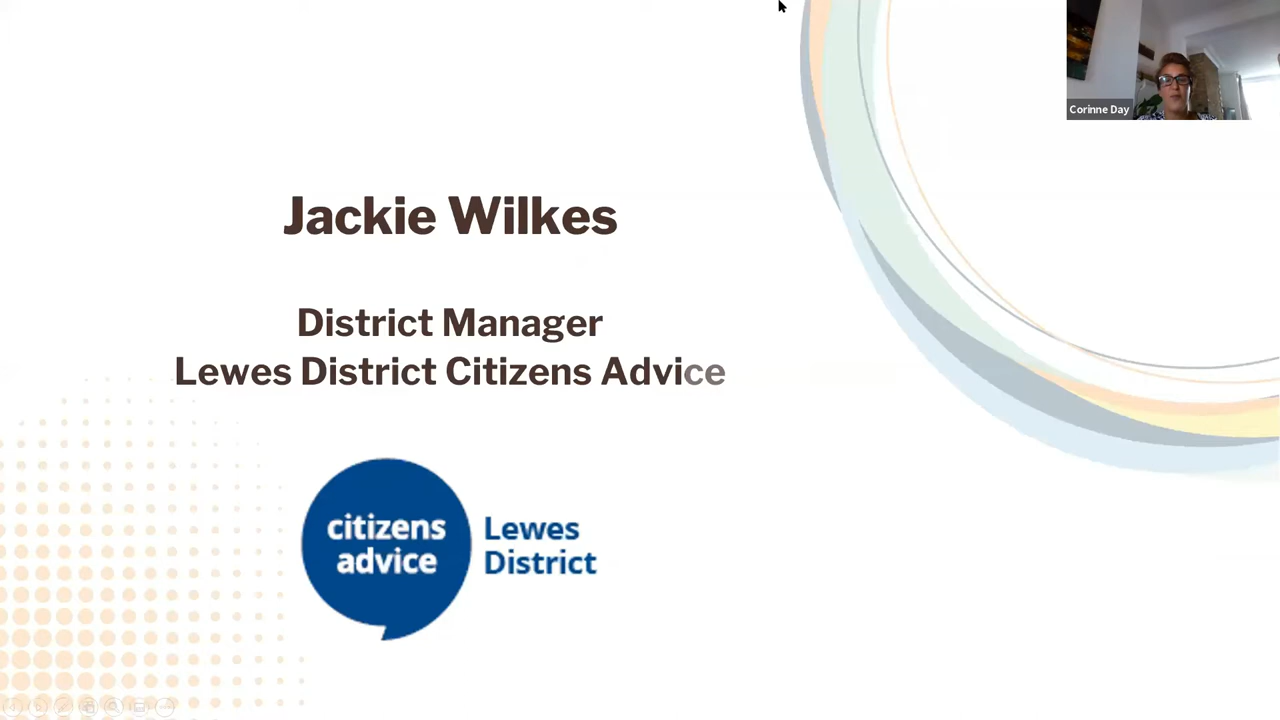 Corinne Day
Jackie Wilkes
District Manager
Lewes District Citizens Advice
citizens
advice
Lewes
District